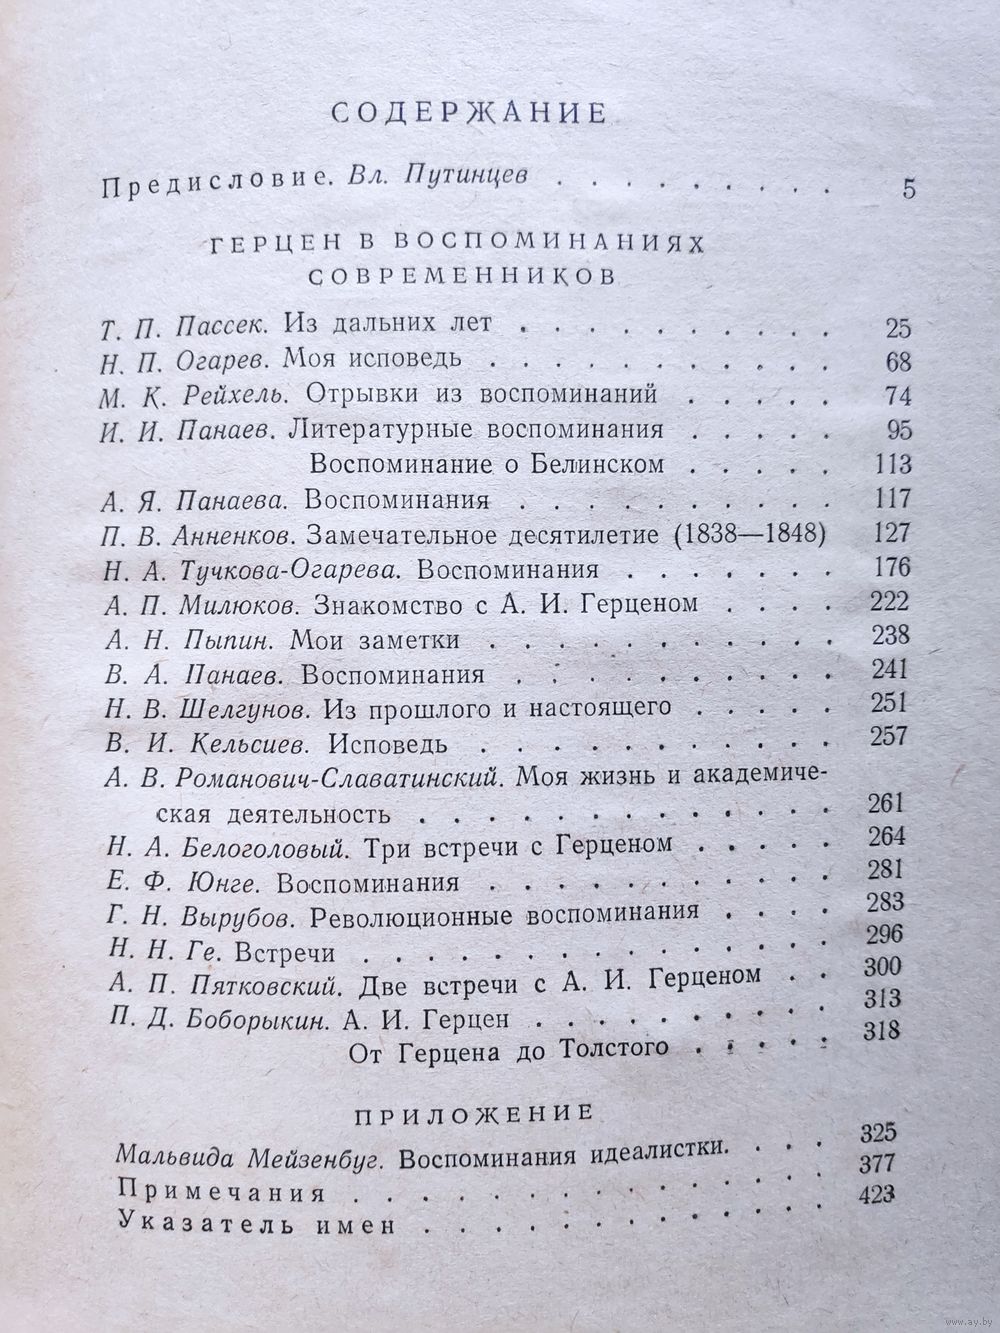 СОДЕРЖАНИЕ
Предисловие. Вл. Путинцев . . . . . . . . . 5
ГЕРЦЕН В ВОСПОМИНАНИЯХ
СОВРЕМЕННИКОВ
Т. П. Пассек. Из дальних лет . . . . . . . . . . 25
Н. П. Огарев. Моя исповедь . . . . . . . . . . . 68
М. К. Рейхель. Отрывки из воспоминаний . . . . . 74
И. И. Панаев. Литературные воспоминания . . . . . 95
Воспоминание о Белинском . . . . . 113
А. Я. Панаева. Воспоминания . . . . . . . . . . 117
П. В. Анненков. Замечательное десятилетие (1838—1848) 127
Н. А. Тучкова-Огарева. Воспоминания . . . . . . . 176
А. П. Милюков. Знакомство с А. И. Герценом . . . . 222
А. Н. Пыпин. Мои заметки . . . . . . . . . . . 238
В. А. Панаев. Воспоминания . . . . . . . . . . 241
Н. В. Шелгунов. Из прошлого и настоящего . . . . . 251
В. И. Кельсиев. Исповедь . . . . . . . . . . . 257
А. В. Романович-Славатинский. Моя жизнь и академиче-
ская деятельность . . . . . . . . . . . . . 261
Н. А. Белоголовый. Три встречи с Герценом . . . . . 264
Е. Ф. Юнге. Воспоминания . . . . . . . . . . . 281
Г. Н. Вырубов. Революционные воспоминания . . . . 283
Н. Н. Ге. Встречи . . . . . . . . . . . . . . 296
А. П. Пятковский. Две встречи с А. И. Герценом . . 300
П. Д. Боборыкин. А. И. Герцен . . . . . . . . . 313
От Герцена до Толстого . . . . . 318
ПРИЛОЖЕНИЕ
Мальвида Мейзенбуг. Воспоминания идеалистки. . . . 325
Примечания . . . . . . . . . . . . . . . 377
Указатель имен . . . . . . . . . . . . . 423
www.ay.by